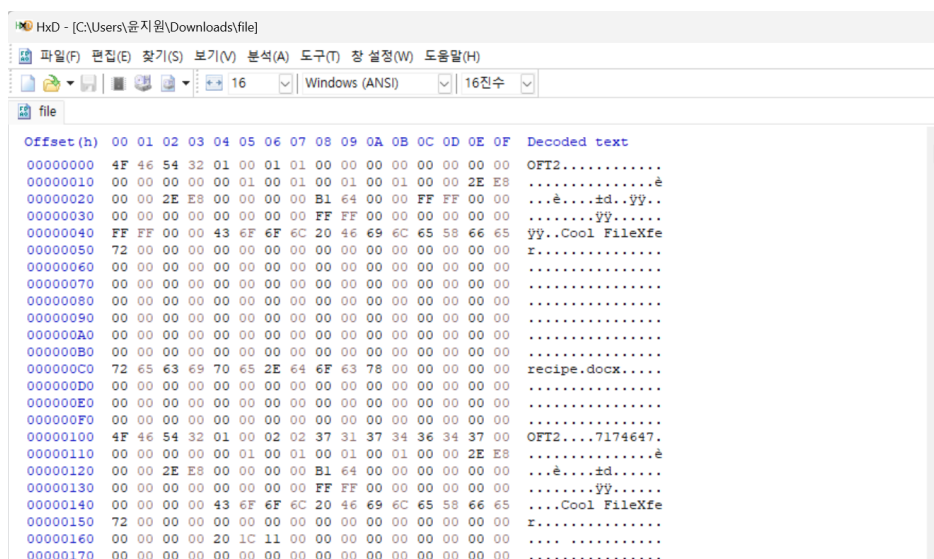 HxD - [C:\Users\윤지원\Downloads\file]
파일(F) 편집(E) 찾기(S) 보기(V) 분석(A) 도구(T) 창 설정(W) 도움말(H)
16 Windows (ANSI) 16진수
file
Offset(h) 00 01 02 03 04 05 06 07 08 09 0A 0B 0C 0D 0E 0F Decoded text
00000000 4F 46 54 32 01 00 01 01 00 00 00 00 00 00 00 00 OFT2............
00000010 00 00 00 00 00 01 00 01 00 01 00 01 00 00 2E E8 ...............è
00000020 00 00 2E E8 00 00 00 00 B1 64 00 00 FF FF 00 00 ...è....±d..ÿÿ..
00000030 00 00 00 00 00 00 00 00 FF FF 00 00 00 00 00 00 ........ÿÿ......
00000040 FF FF 00 00 43 6F 6F 6C 20 46 69 6C 65 58 66 65 ÿÿ..Cool FileXfe
00000050 72 00 00 00 00 00 00 00 00 00 00 00 00 00 00 00 r...............
00000060 00 00 00 00 00 00 00 00 00 00 00 00 00 00 00 00 ................
00000070 00 00 00 00 00 00 00 00 00 00 00 00 00 00 00 00 ................
00000080 00 00 00 00 00 00 00 00 00 00 00 00 00 00 00 00 ................
00000090 00 00 00 00 00 00 00 00 00 00 00 00 00 00 00 00 ................
000000A0 00 00 00 00 00 00 00 00 00 00 00 00 00 00 00 00 ................
000000B0 00 00 00 00 00 00 00 00 00 00 00 00 00 00 00 00 ................
000000C0 72 65 63 69 70 65 2E 64 6F 63 78 00 00 00 00 00 recipe.docx.....
000000D0 00 00 00 00 00 00 00 00 00 00 00 00 00 00 00 00 ................
000000E0 00 00 00 00 00 00 00 00 00 00 00 00 00 00 00 00 ................
000000F0 00 00 00 00 00 00 00 00 00 00 00 00 00 00 00 00 ................
00000100 4F 46 54 32 01 00 02 02 37 31 37 34 36 34 37 00 OFT2....7174647.
00000110 00 00 00 00 00 01 00 01 00 01 00 01 00 00 2E E8 ...............è
00000120 00 00 2E E8 00 00 00 00 B1 64 00 00 00 00 00 00 ...è....±d......
00000130 00 00 00 00 00 00 00 00 FF FF 00 00 00 00 00 00 ........ÿÿ......
00000140 00 00 00 00 43 6F 6F 6C 20 46 69 6C 65 58 66 65 ....Cool FileXfe
00000150 72 00 00 00 00 00 00 00 00 00 00 00 00 00 00 00 r...............
00000160 00 00 00 00 20 1C 11 00 00 00 00 00 00 00 00 00 .... ...........
00000170 00 00 00 00 00 00 00 00 00 00 00 00 00 00 00 00 ................